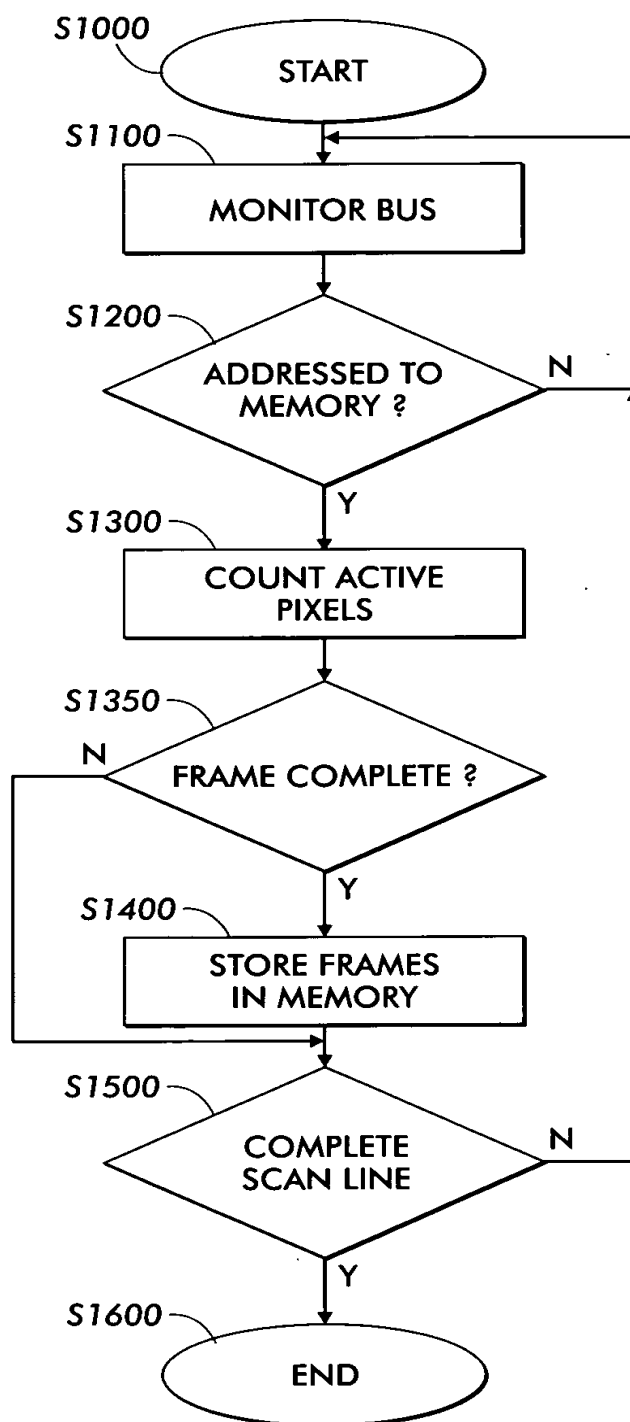 S1000
START
S1100
MONITOR BUS
S1200
ADDRESSED TO
MEMORY ?
N
Y
S1300
COUNT ACTIVE
PIXELS
S1350
N
FRAME COMPLETE ?
Y
S1400
STORE FRAMES
IN MEMORY
S1500
COMPLETE
SCAN LINE
N
Y
S1600
END